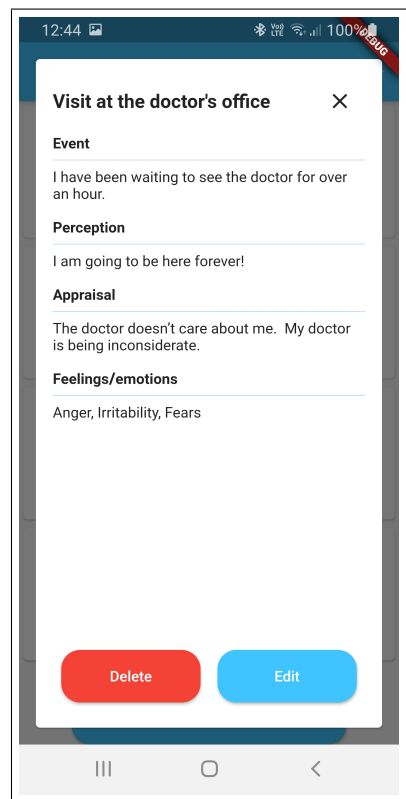 12:44
Vo)) LTE 100%
DEBUG
Visit at the doctor's office
Event
I have been waiting to see the doctor for over
an hour.
Perception
I am going to be here forever!
Appraisal
The doctor doesn’t care about me.  My doctor
is being inconsiderate.
Feelings/emotions
Anger, Irritability, Fears
Delete Edit